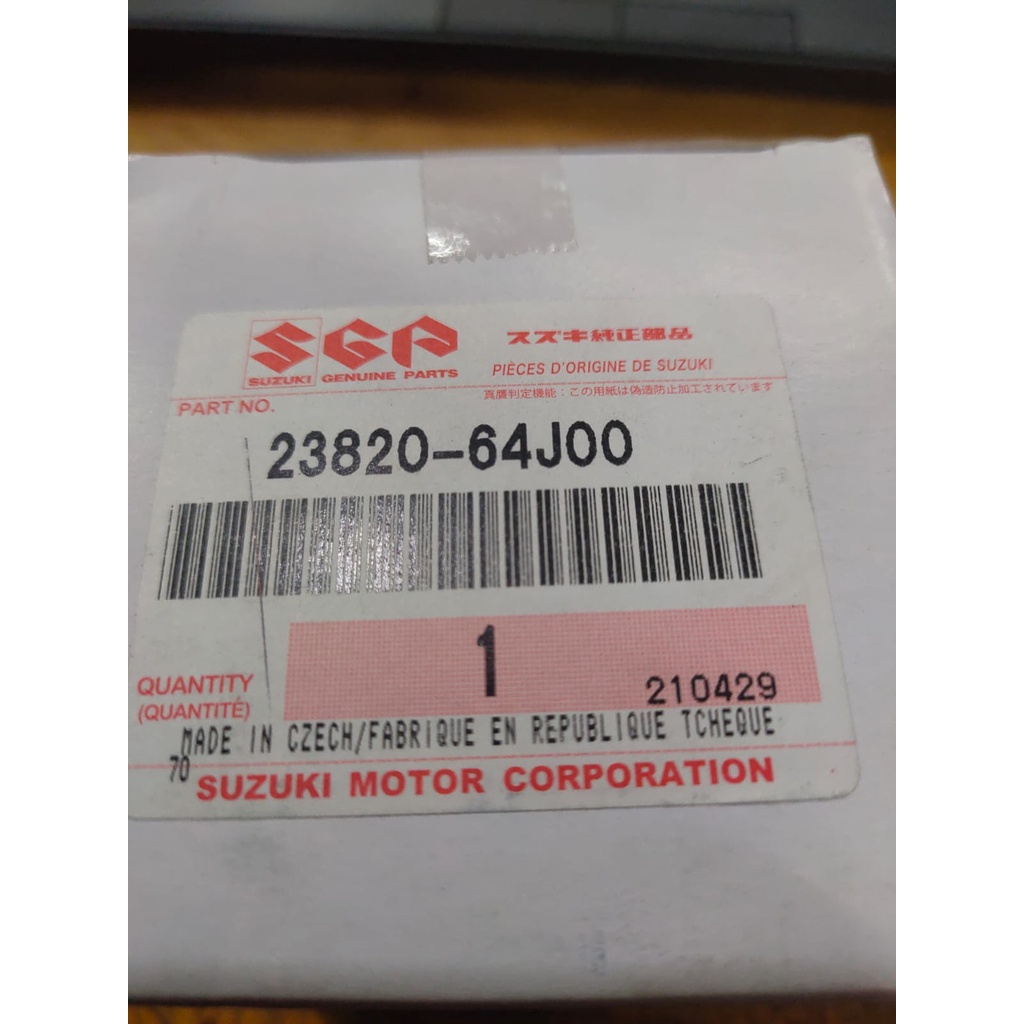 SGP スズキ純正部品
SUZUKI GENUINE PARTS PIÈCES D'ORIGINE DE SUZUKI
真贋判定機能:この用紙は偽造防止加工されています
PART NO.
23820-64J00
1
QUANTITY 210429
(QUANTITÉ)
MADE IN CZECH/FABRIQUE EN REPUBLIQUE TCHEQUE
70
SUZUKI MOTOR CORPORATION